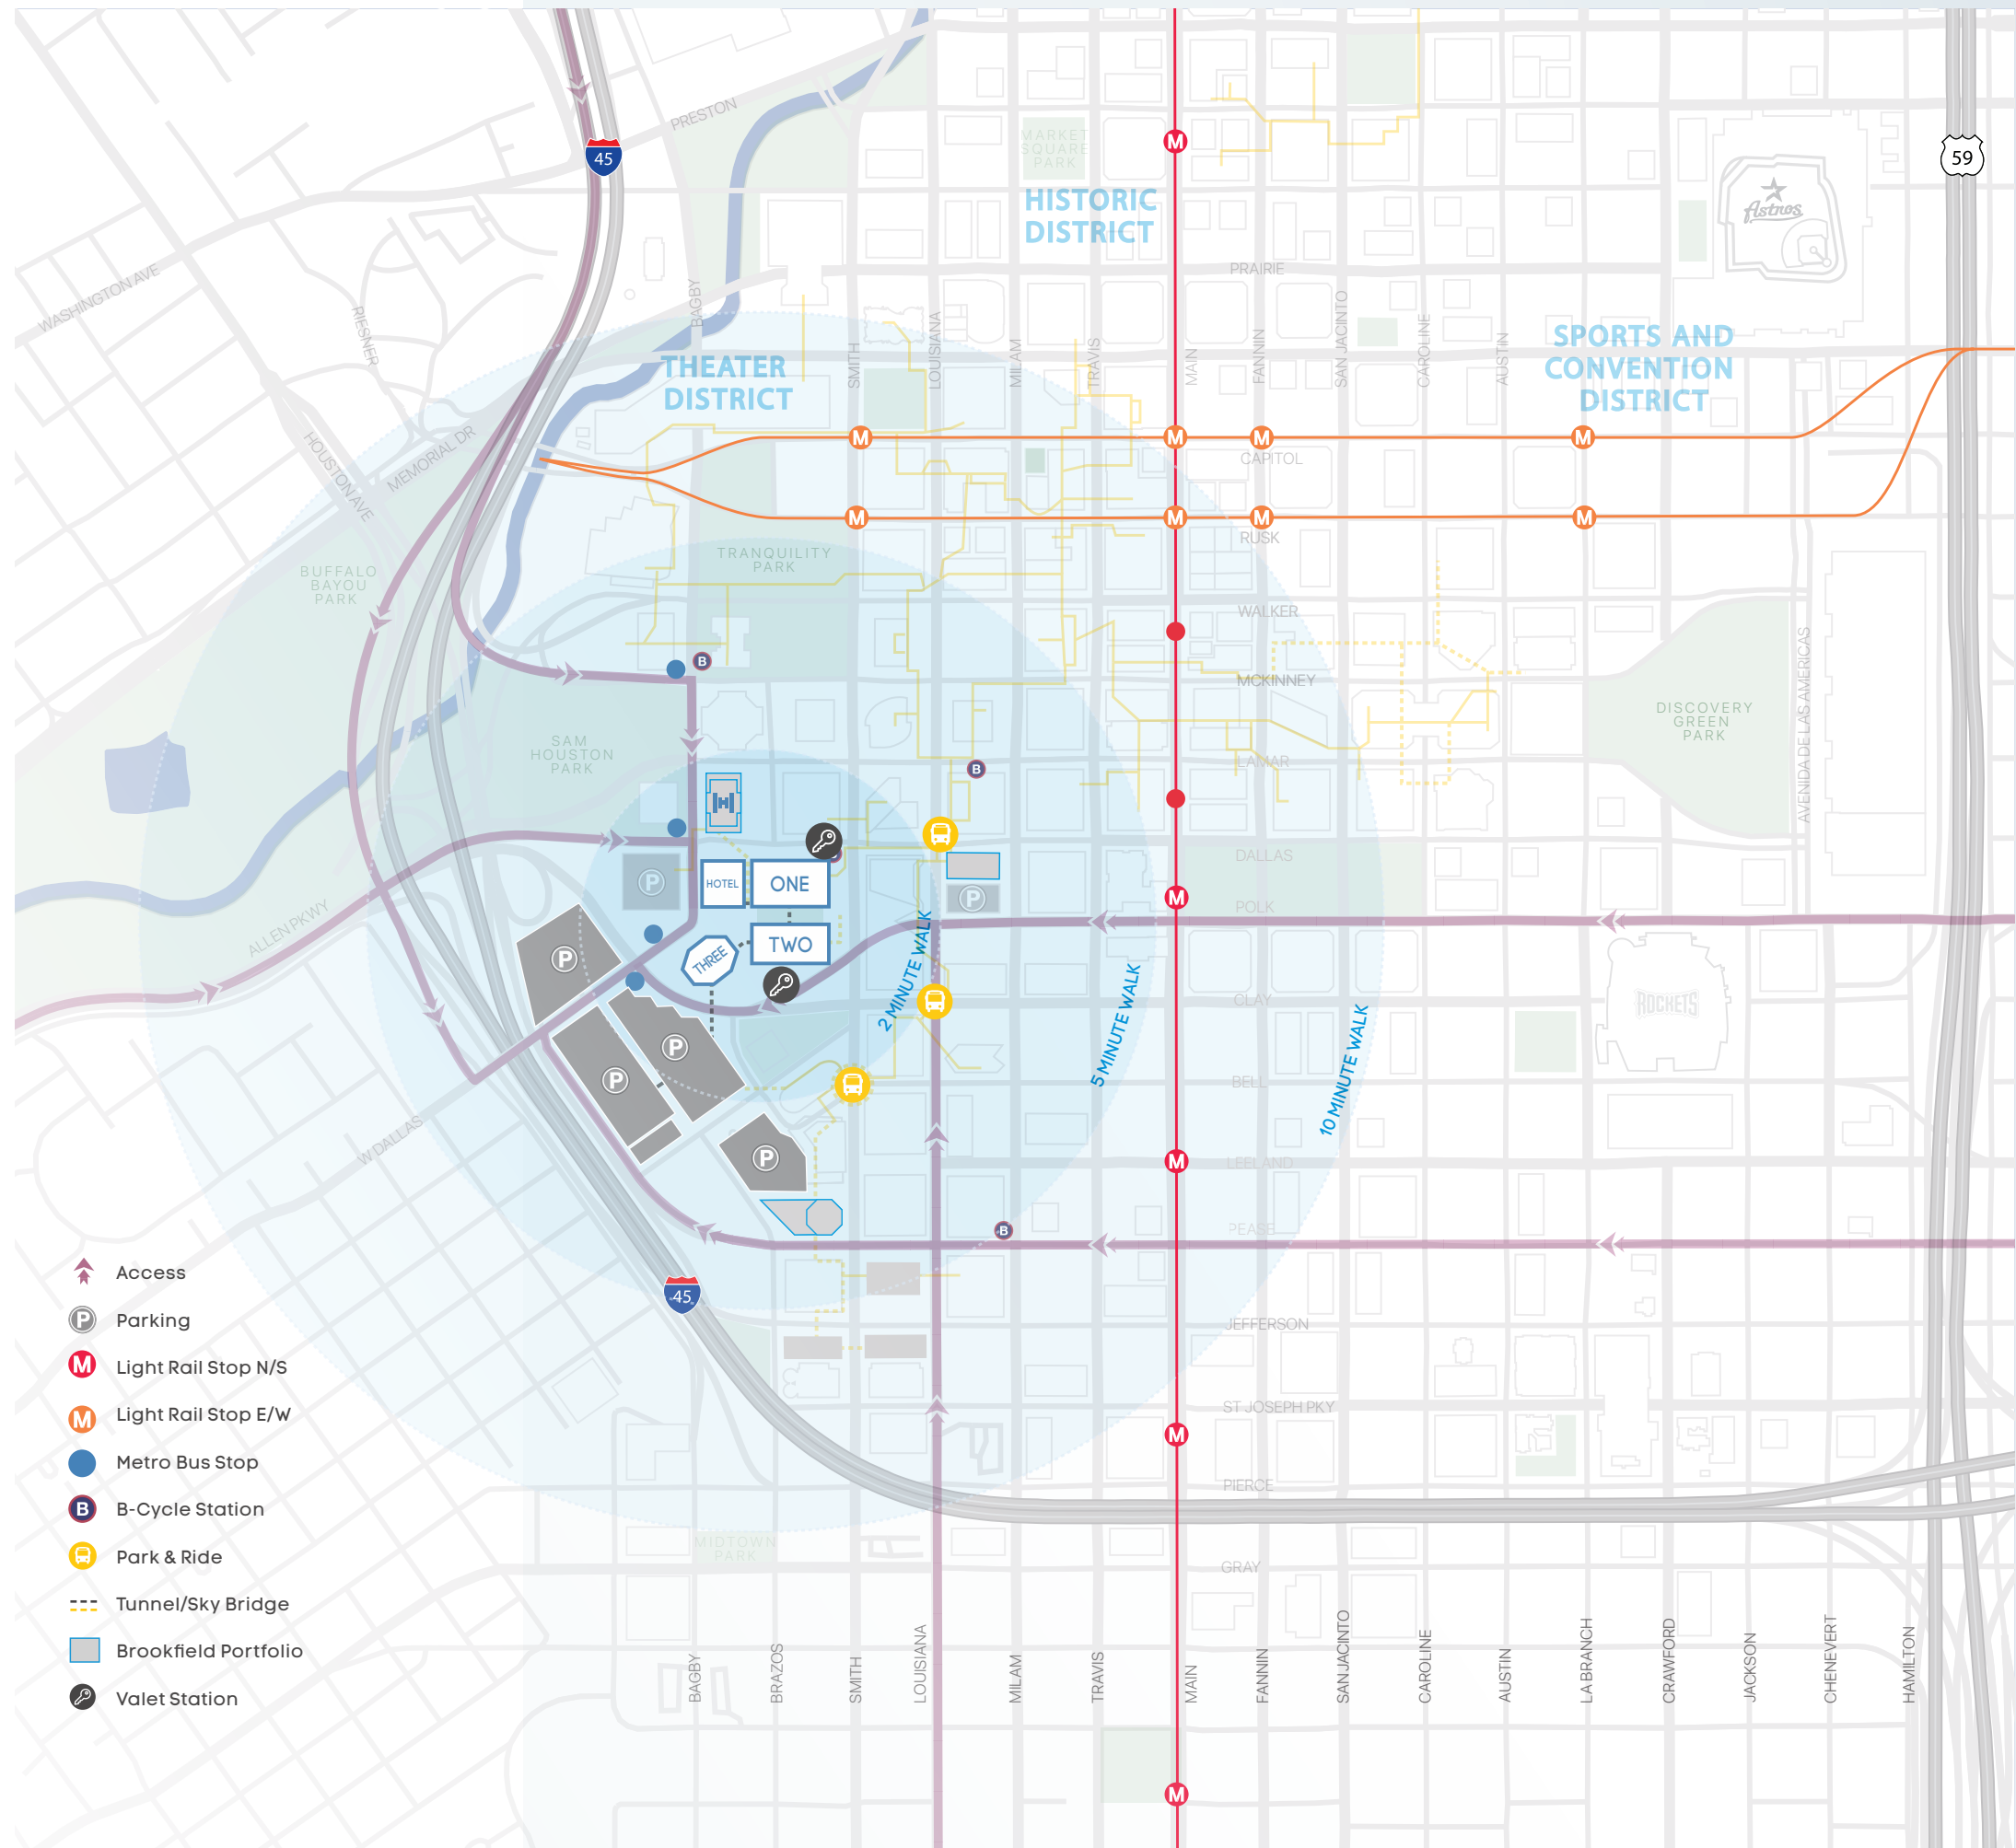 PRESTON
45
59
MARKET
SQUARE
PARK
HISTORIC
DISTRICT
Astros
WASHINGTON AVE
RIESNER
BAGBY
PRAIRIE
SMITH
LOUISIANA
MILAM
TRAVIS
MAIN
FANNIN
SAN JACINTO
CAROLINE
AUSTIN
THEATER
DISTRICT
SPORTS AND
CONVENTION
DISTRICT
M
M
M
M
M
CAPITOL
HOUSTON AVE
MEMORIAL DR
M
M
M
M
RUSK
TRANQUILITY
PARK
BUFFALO
BAYOU
PARK
WALKER
B
MCKINNEY
SAM
HOUSTON
PARK
DISCOVERY
GREEN
PARK
AVENIDA DE LAS AMERICAS
LAMAR
B
H
DALLAS
P
HOTEL
ONE
P
M
POLK
ALLEN PKWY
P
THREE
TWO
2 MINUTE WALK
5 MINUTE WALK
10 MINUTE WALK
CLAY
ROCKETS
P
P
BELL
W DALLAS
P
M
LEELAND
B
PEASE
45
JEFFERSON
ST JOSEPH PKY
M
PIERCE
MIDTOWN
PARK
GRAY
Access
P Parking
M Light Rail Stop N/S
M Light Rail Stop E/W
Metro Bus Stop
B B-Cycle Station
Park & Ride
Tunnel/Sky Bridge
Brookfield Portfolio
Valet Station
BAGBY
BRAZOS
SMITH
LOUISIANA
MILAM
TRAVIS
MAIN
FANNIN
SAN JACINTO
CAROLINE
AUSTIN
LA BRANCH
CRAWFORD
JACKSON
CHENEVERT
HAMILTON
M